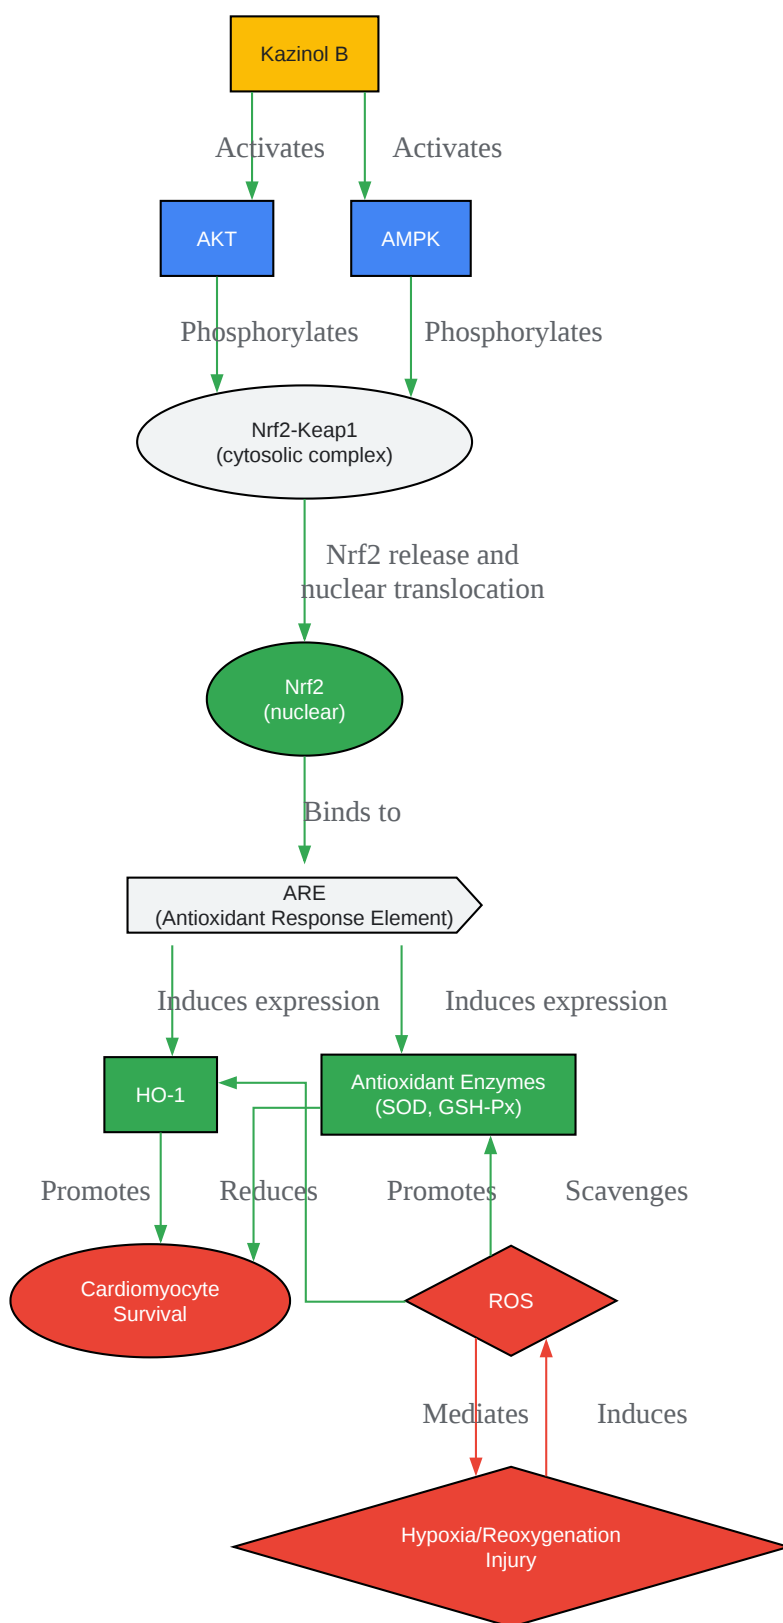 Kazinol B
Activates
Activates
AKT
AMPK
Phosphorylates
Phosphorylates
Nrf2-Keap1
(cytosolic complex)
Nrf2 release and
nuclear translocation
Nrf2
(nuclear)
Binds to
ARE
(Antioxidant Response Element)
Induces expression
Induces expression
HO-1
Antioxidant Enzymes
(SOD, GSH-Px)
Promotes
Reduces
Promotes
Scavenges
Cardiomyocyte
Survival
ROS
Mediates
Induces
Hypoxia/Reoxygenation
Injury